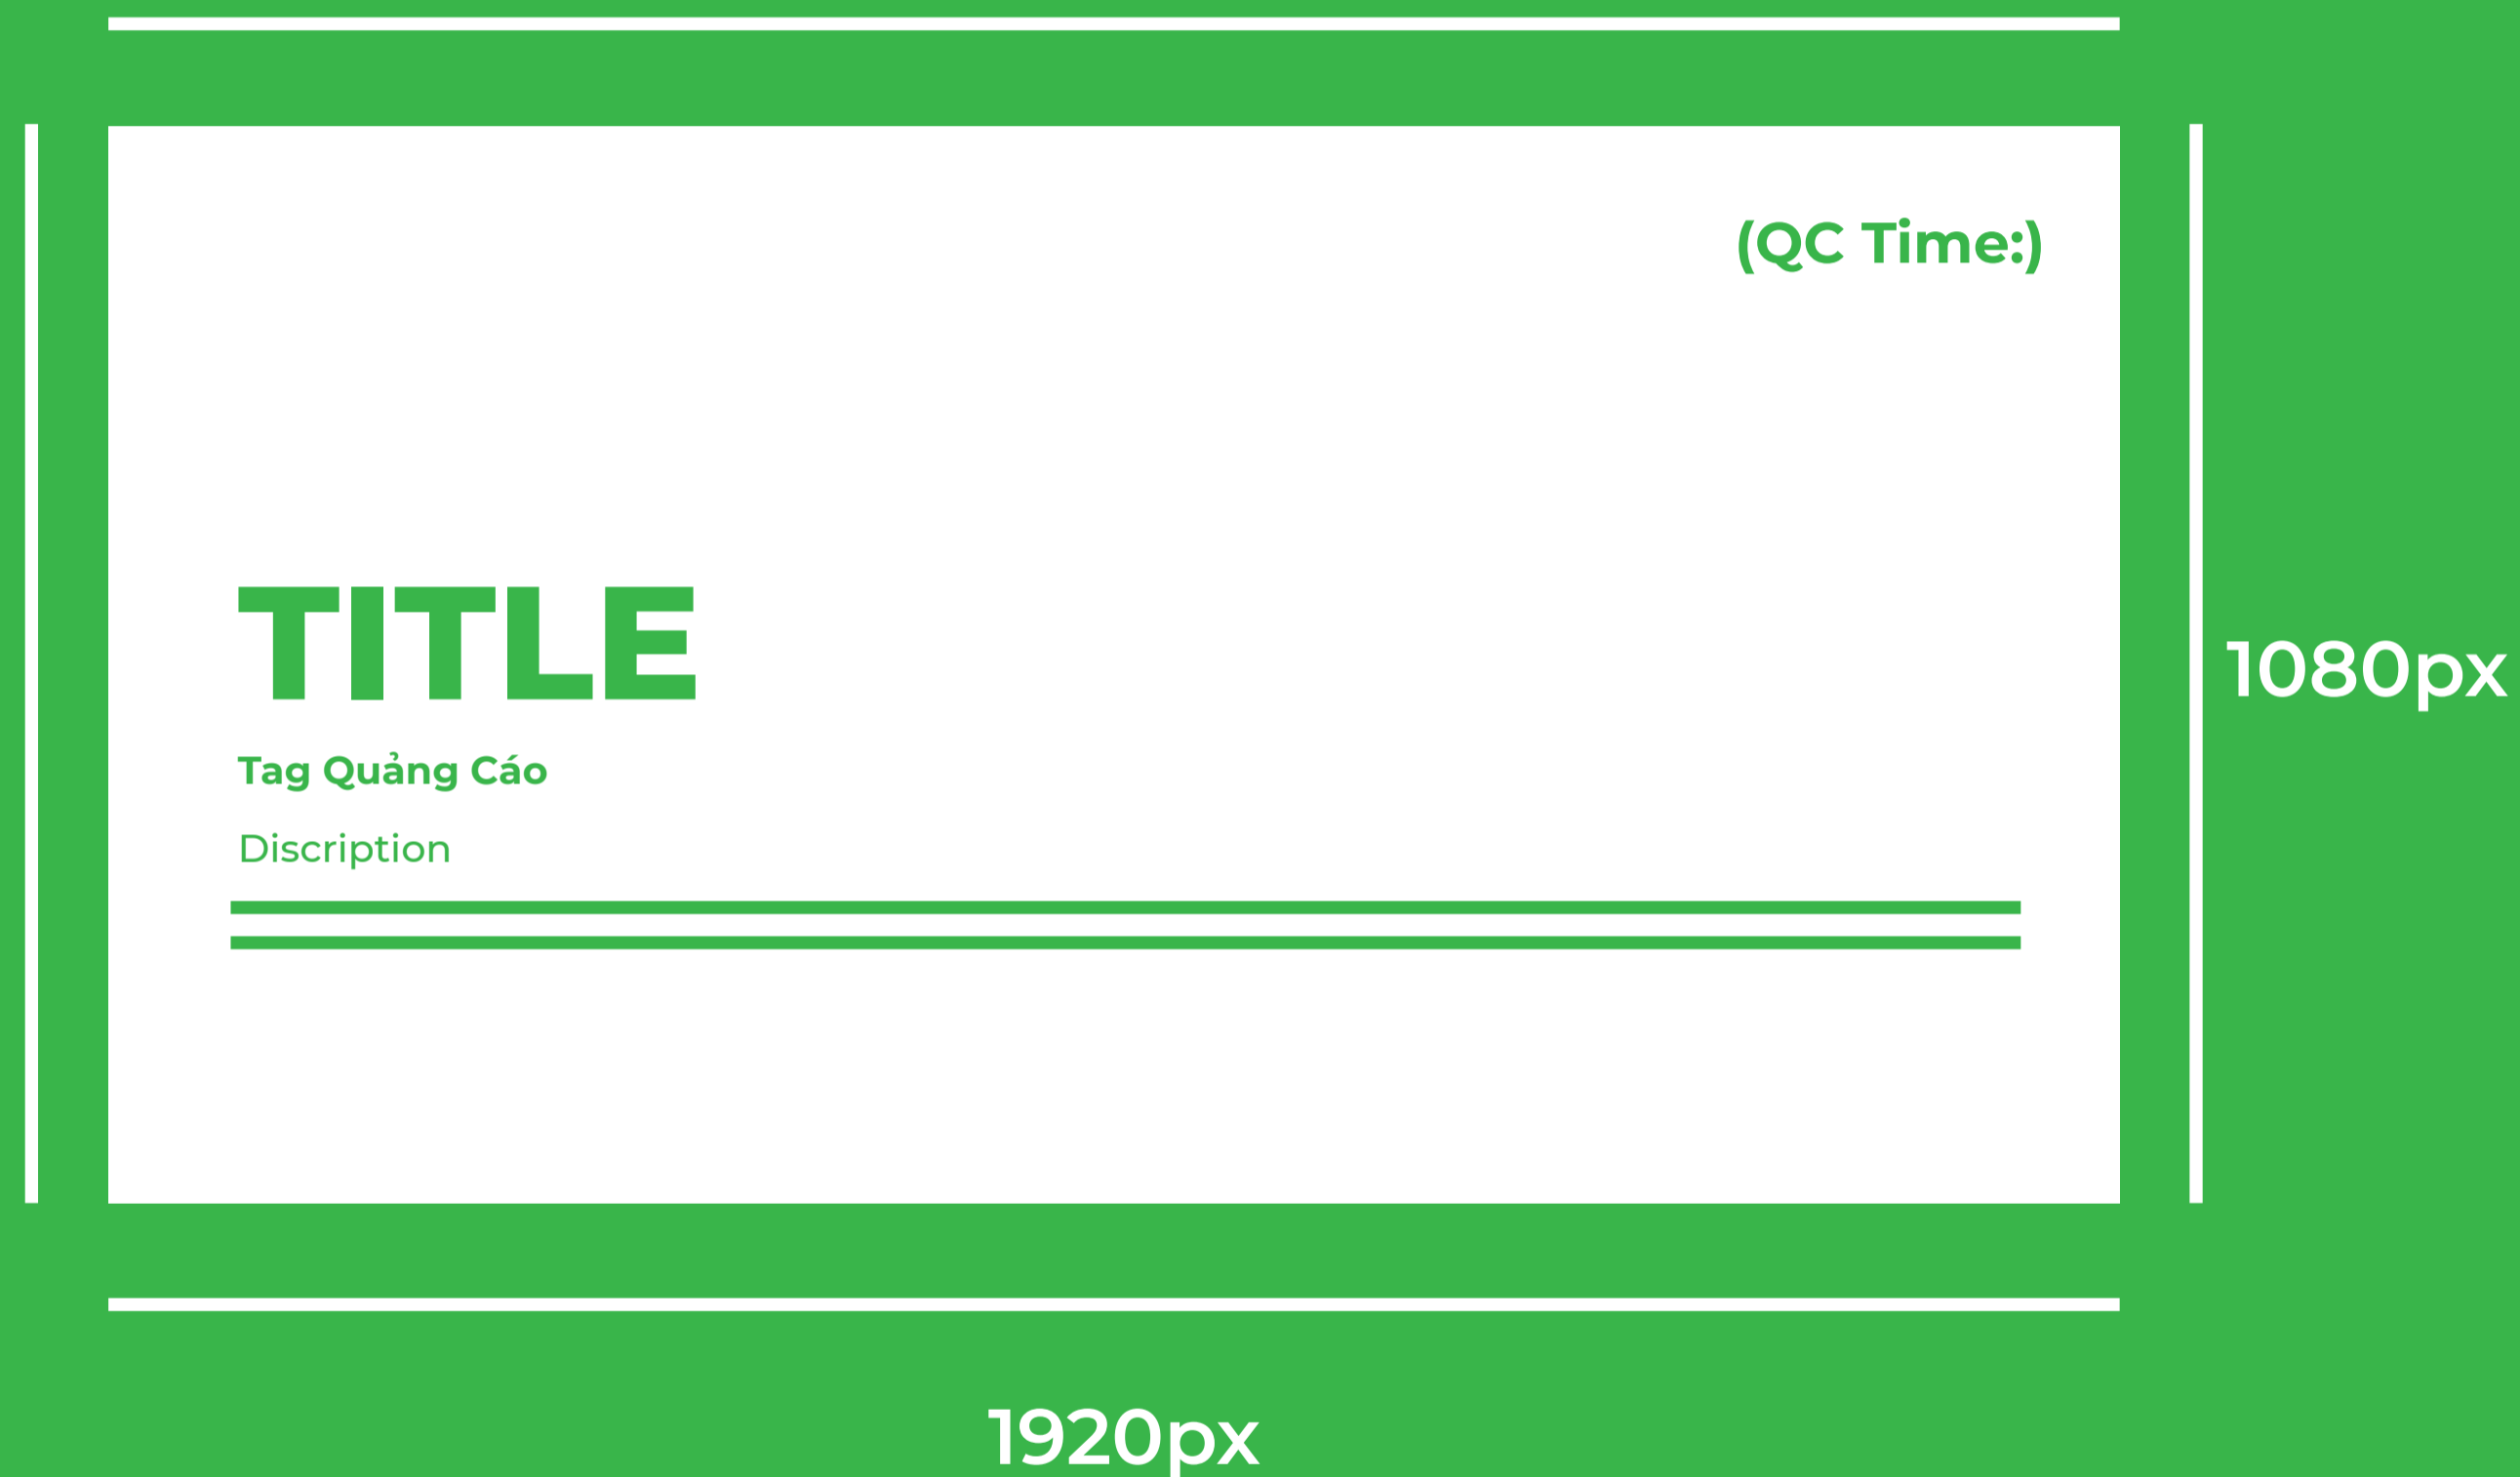 (QC Time:)
TITLE
1080px
Tag Quảng Cáo
Discription
1920px